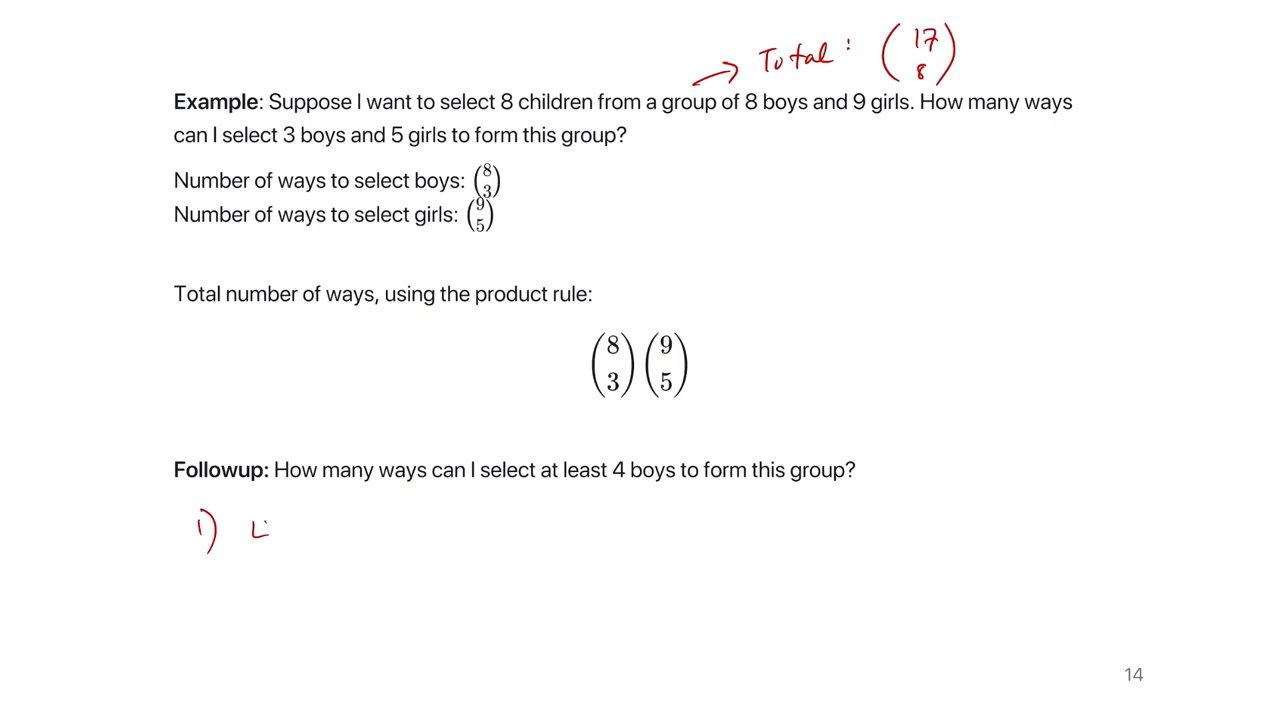 → Total : (17 8)
Example: Suppose I want to select 8 children from a group of 8 boys and 9 girls. How many ways
can I select 3 boys and 5 girls to form this group?
Number of ways to select boys: (8 3)
Number of ways to select girls: (9 5)
Total number of ways, using the product rule:
(8 3)(9 5)
Followup: How many ways can I select at least 4 boys to form this group?
1)
14